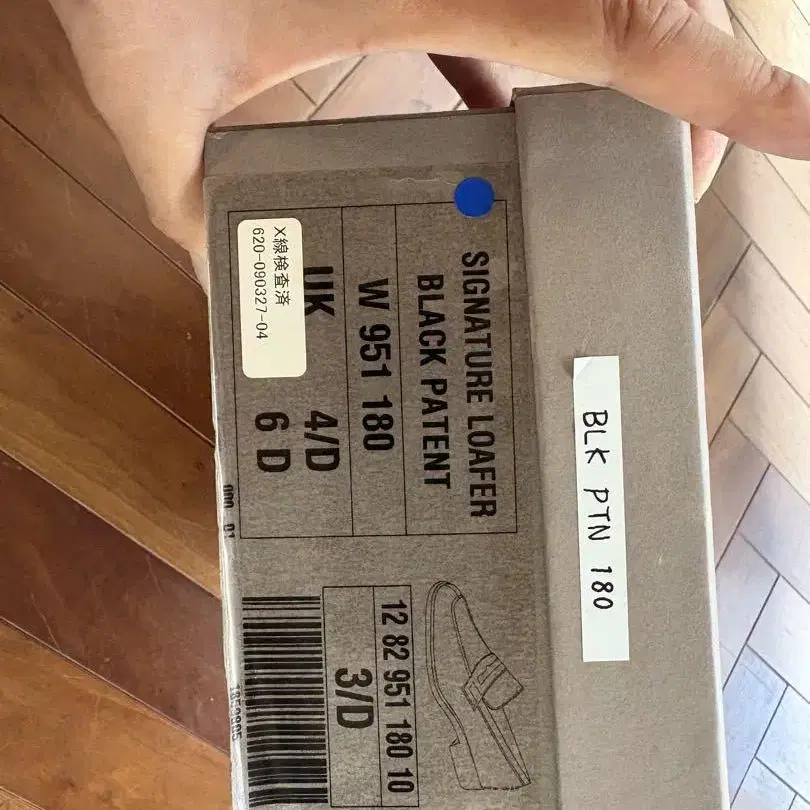 BLK PTN 180
SIGNATURE LOAFER
BLACK PATENT
W 951 180
UK 4/D
6 D
X線検査済
620-090327-04
12 82 951 180 10
3/D